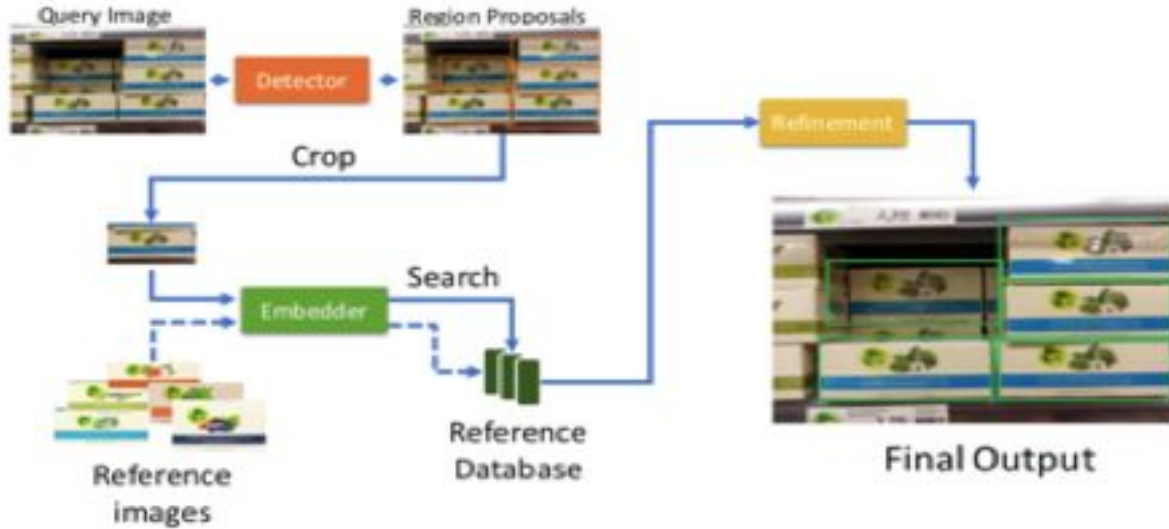 Query Image
Region Proposals
Detector
Refinement
Crop
Search
Embedder
Reference
Database
Reference
images
Final Output